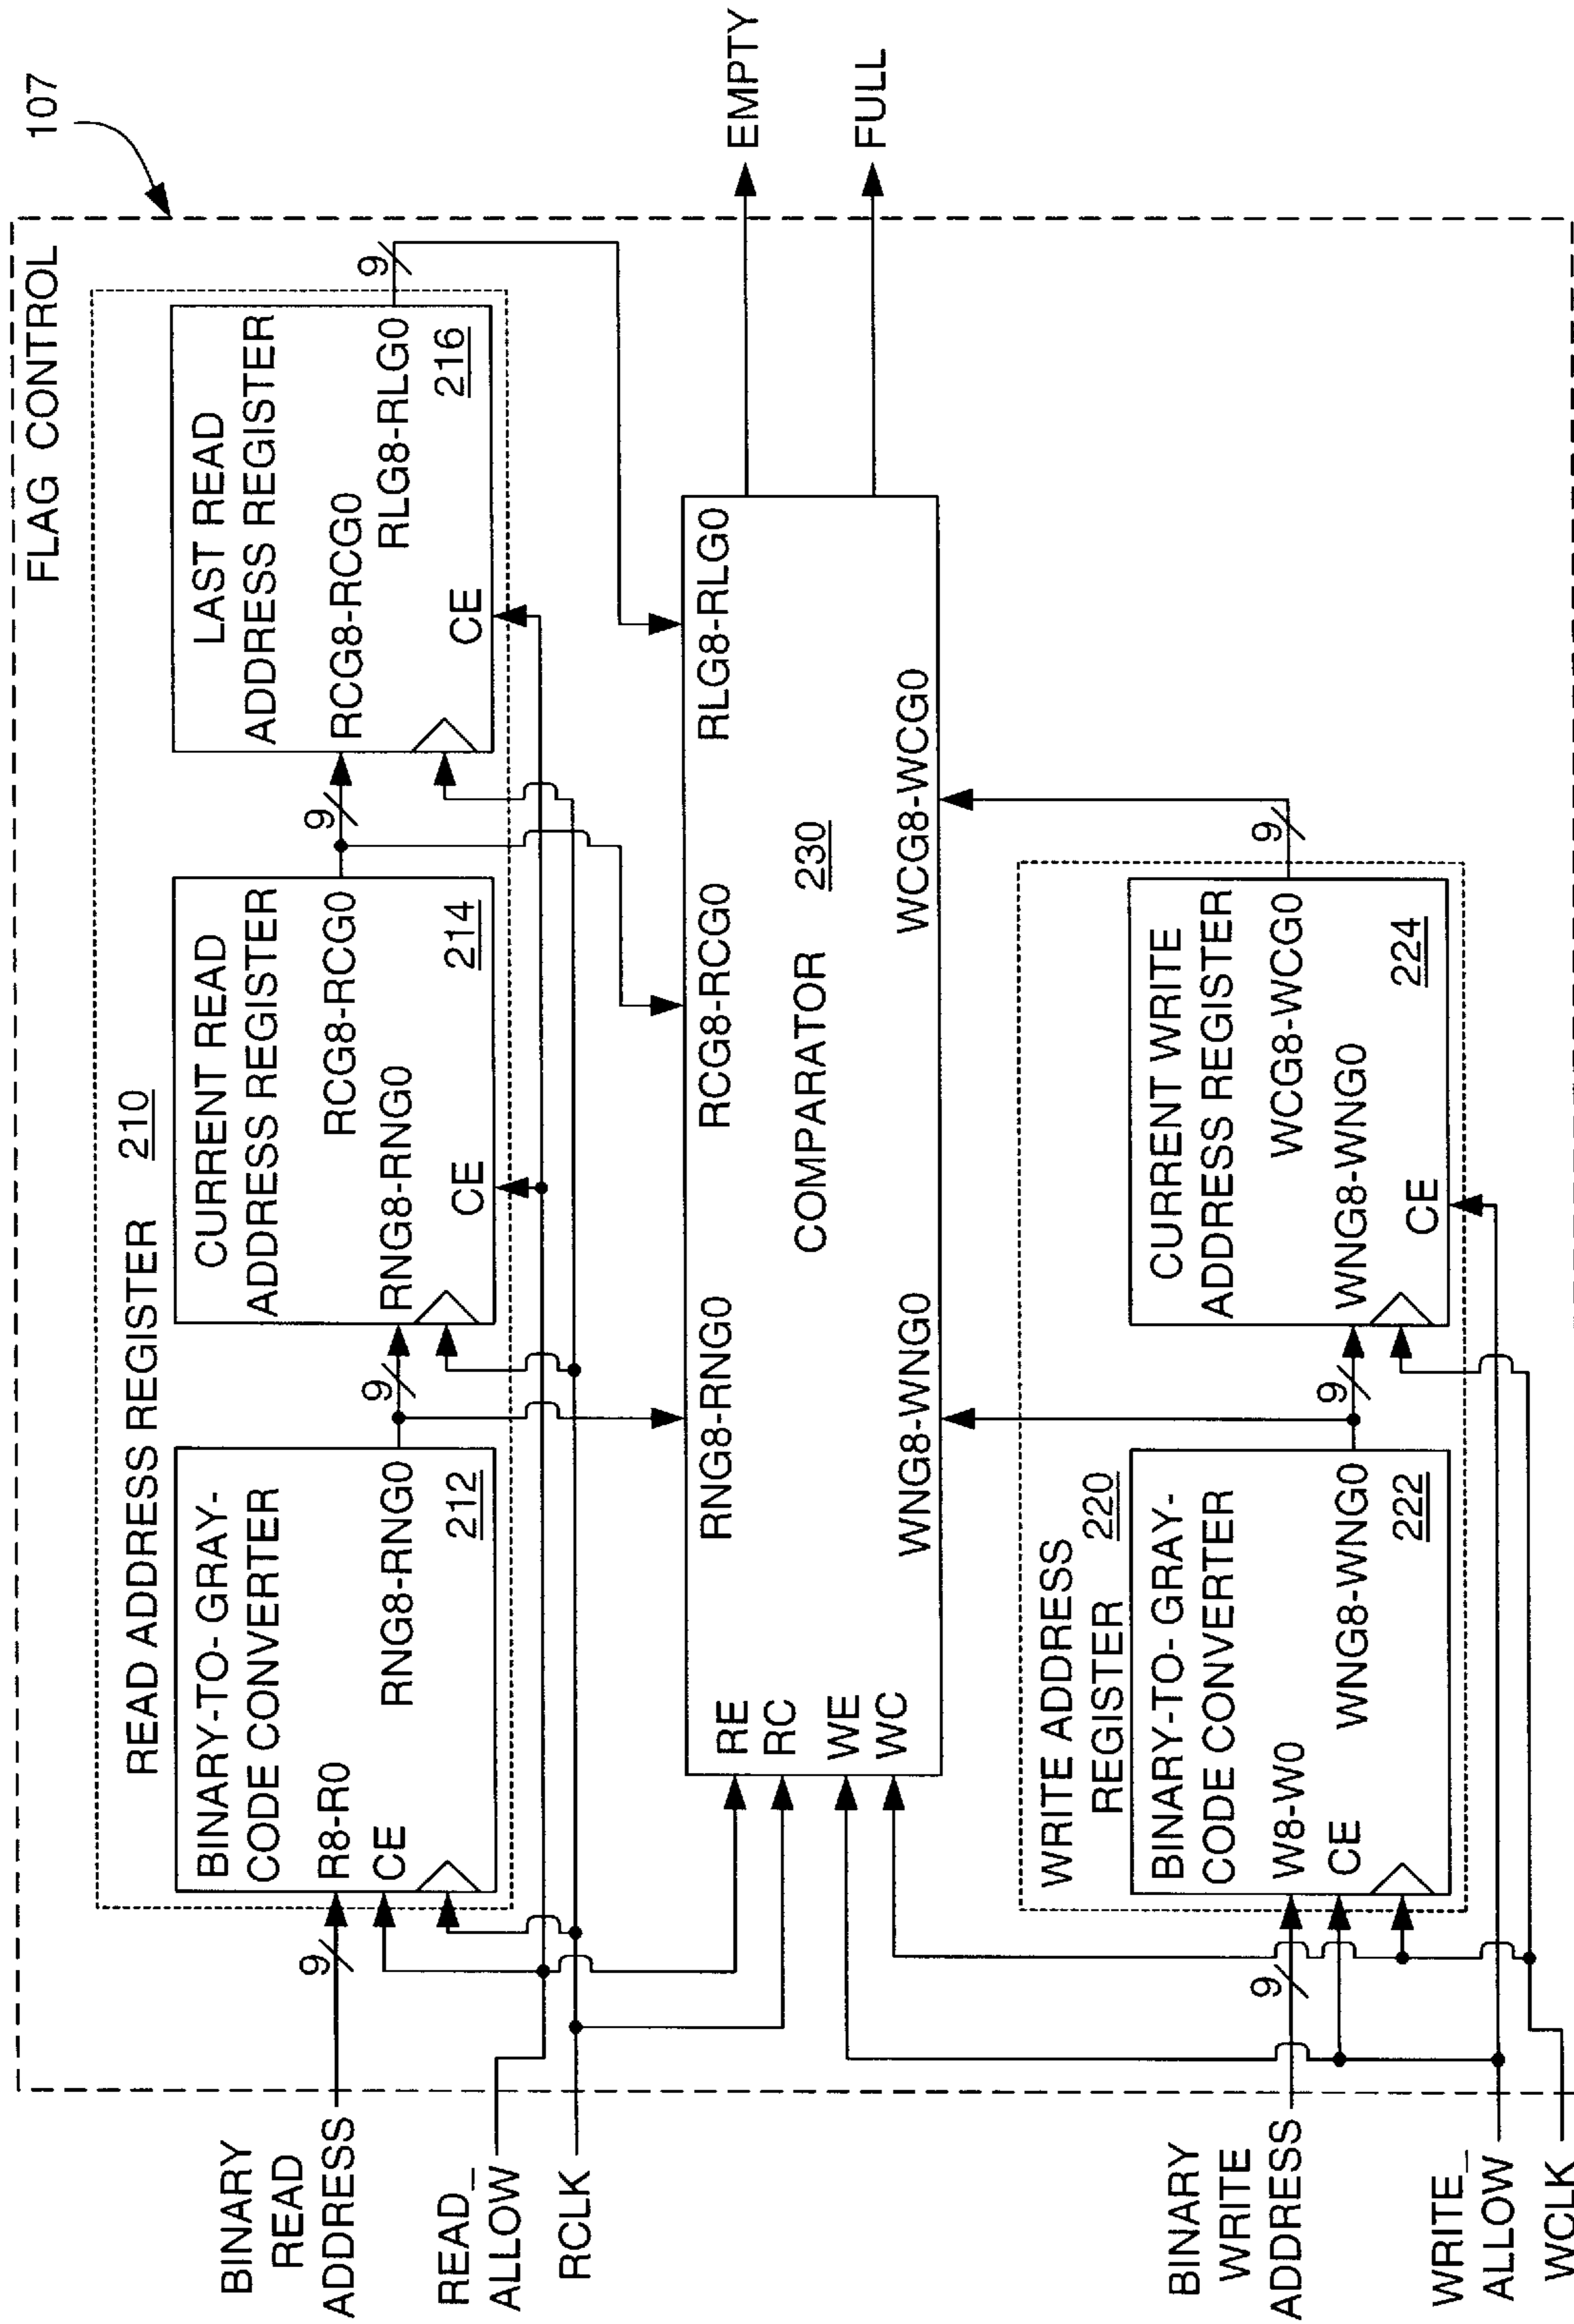 107
FLAG CONTROL
READ ADDRESS REGISTER 210
BINARY-TO- GRAY-
CODE CONVERTER
R8-R0
CE
RNG8-RNG0
212
9
CURRENT READ
ADDRESS REGISTER
RCG8-RCG0
RNG8-RNG0
214
CE
9
LAST READ
ADDRESS REGISTER
RCG8-RCG0
RLG8-RLG0
216
CE
9
BINARY
READ
ADDRESS
9
READ_
ALLOW
RCLK
RE
RC
WE
WC
RNG8-RNG0
RCG8-RCG0
RLG8-RLG0
COMPARATOR 230
WNG8-WNG0
WCG8-WCG0
EMPTY
FULL
WRITE ADDRESS
REGISTER 220
BINARY-TO- GRAY-
CODE CONVERTER
W8-W0
CE
WNG8-WNG0
222
9
CURRENT WRITE
ADDRESS REGISTER
WCG8-WCG0
WNG8-WNG0
224
CE
9
BINARY
WRITE
ADDRESS
9
WRITE_
ALLOW
WCLK